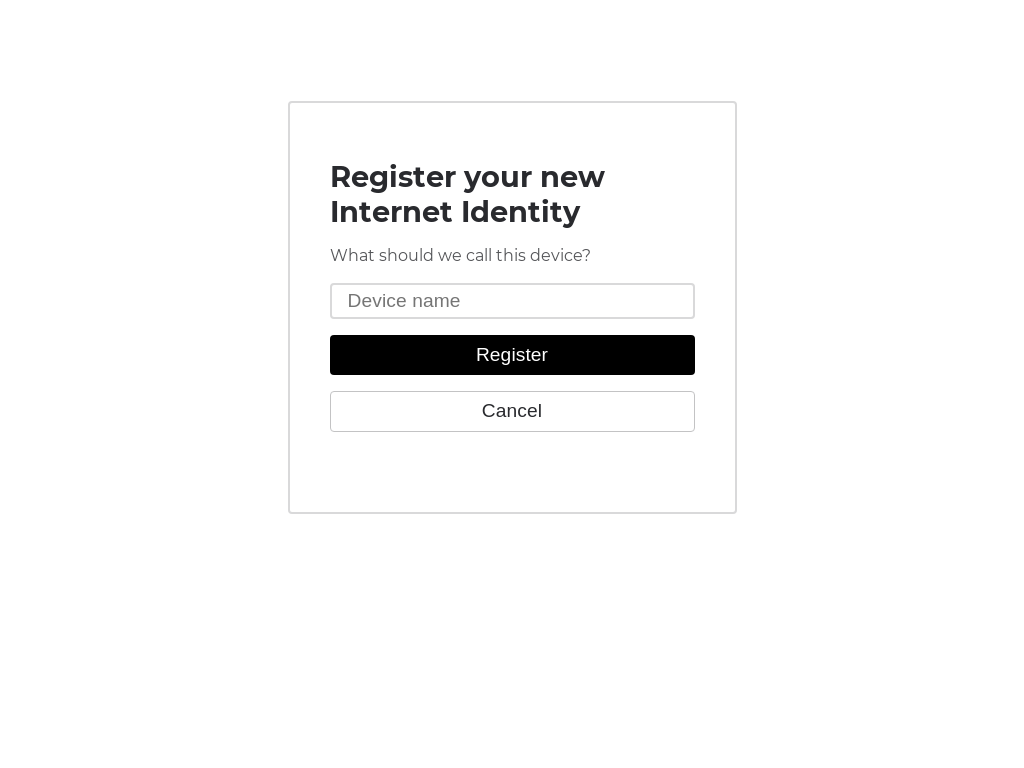 Register your new
Internet Identity
What should we call this device?
Device name
Register
Cancel